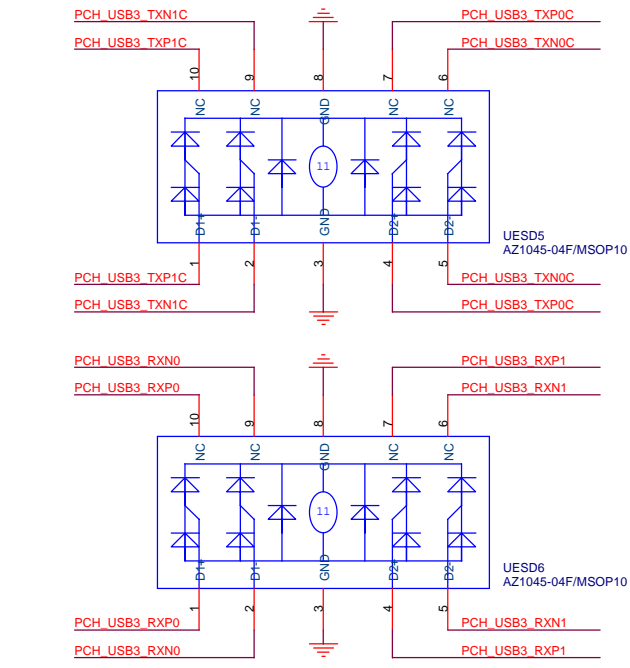 PCH_USB3_TXN1C
PCH_USB3_TXP0C
PCH_USB3_TXP1C
PCH_USB3_TXN0C
10
9
8
7
6
NC
NC
GND
NC
NC
11
D1+
D1-
GND
D2+
D2-
UESD5
AZ1045-04F/MSOP10
1
2
3
4
5
PCH_USB3_TXP1C
PCH_USB3_TXN0C
PCH_USB3_TXN1C
PCH_USB3_TXP0C
PCH_USB3_RXN0
PCH_USB3_RXP1
PCH_USB3_RXP0
PCH_USB3_RXN1
10
9
8
7
6
NC
NC
GND
NC
NC
11
D1+
D1-
GND
D2+
D2-
UESD6
AZ1045-04F/MSOP10
1
2
3
4
5
PCH_USB3_RXP0
PCH_USB3_RXN1
PCH_USB3_RXN0
PCH_USB3_RXP1